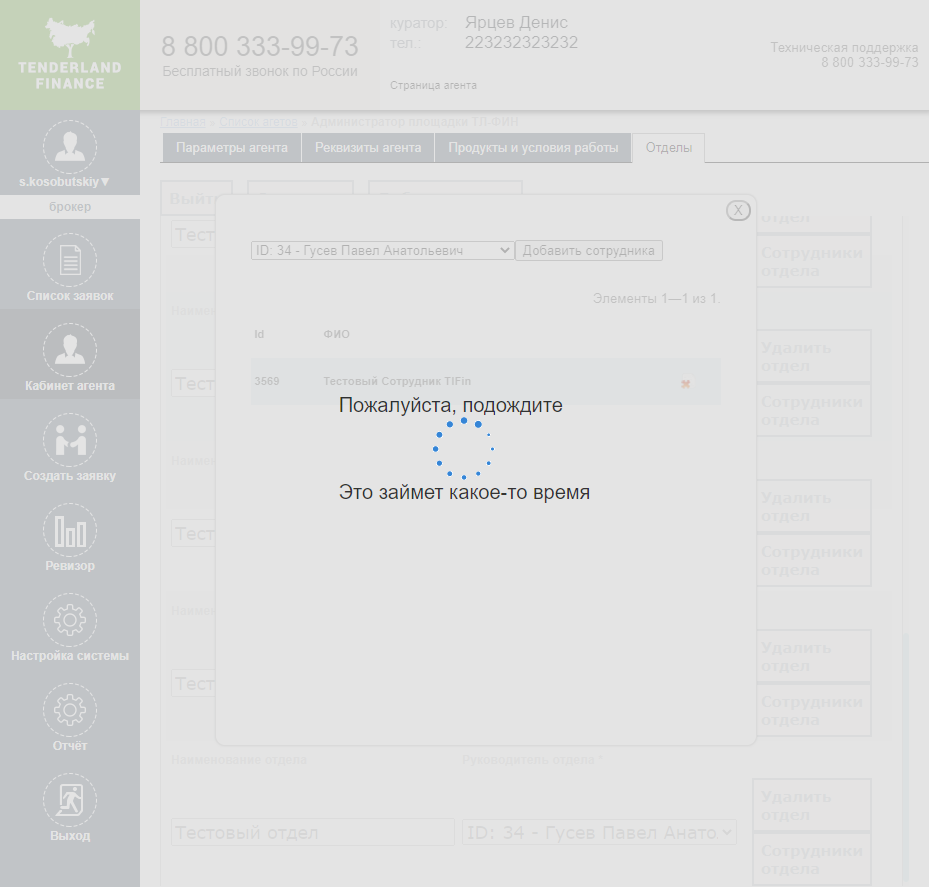 TENDERLAND
FINANCE
8 800 333-99-73
Бесплатный звонок по России
куратор: Ярцев Денис
тел.: 223232323232
Страница агента
Техническая поддержка
8 800 333-99-73
s.kosobutskiy▼
брокер
Список заявок
Кабинет агента
Создать заявку
Ревизор
Настройка системы
Отчёт
Выход
Главная » Список агетов » Администратор площадки ТЛ-ФИН
Параметры агента
Реквизиты агента
Продукты и условия работы
Отделы
X
ID: 34 - Гусев Павел Анатольевич
Добавить сотрудника
Элементы 1—1 из 1.
Id ФИО
3569 Тестовый Сотрудник TlFin
Пожалуйста, подождите
Это займет какое-то время
Тест
отдел
Сотрудники
отдела
Тест
Удалить
отдел
Сотрудники
отдела
Тест
Удалить
отдел
Сотрудники
отдела
Тест
Удалить
отдел
Сотрудники
отдела
Наименование отдела
Руководитель отдела *
Тестовый отдел
ID: 34 - Гусев Павел Анато
Удалить
отдел
Сотрудники
отдела